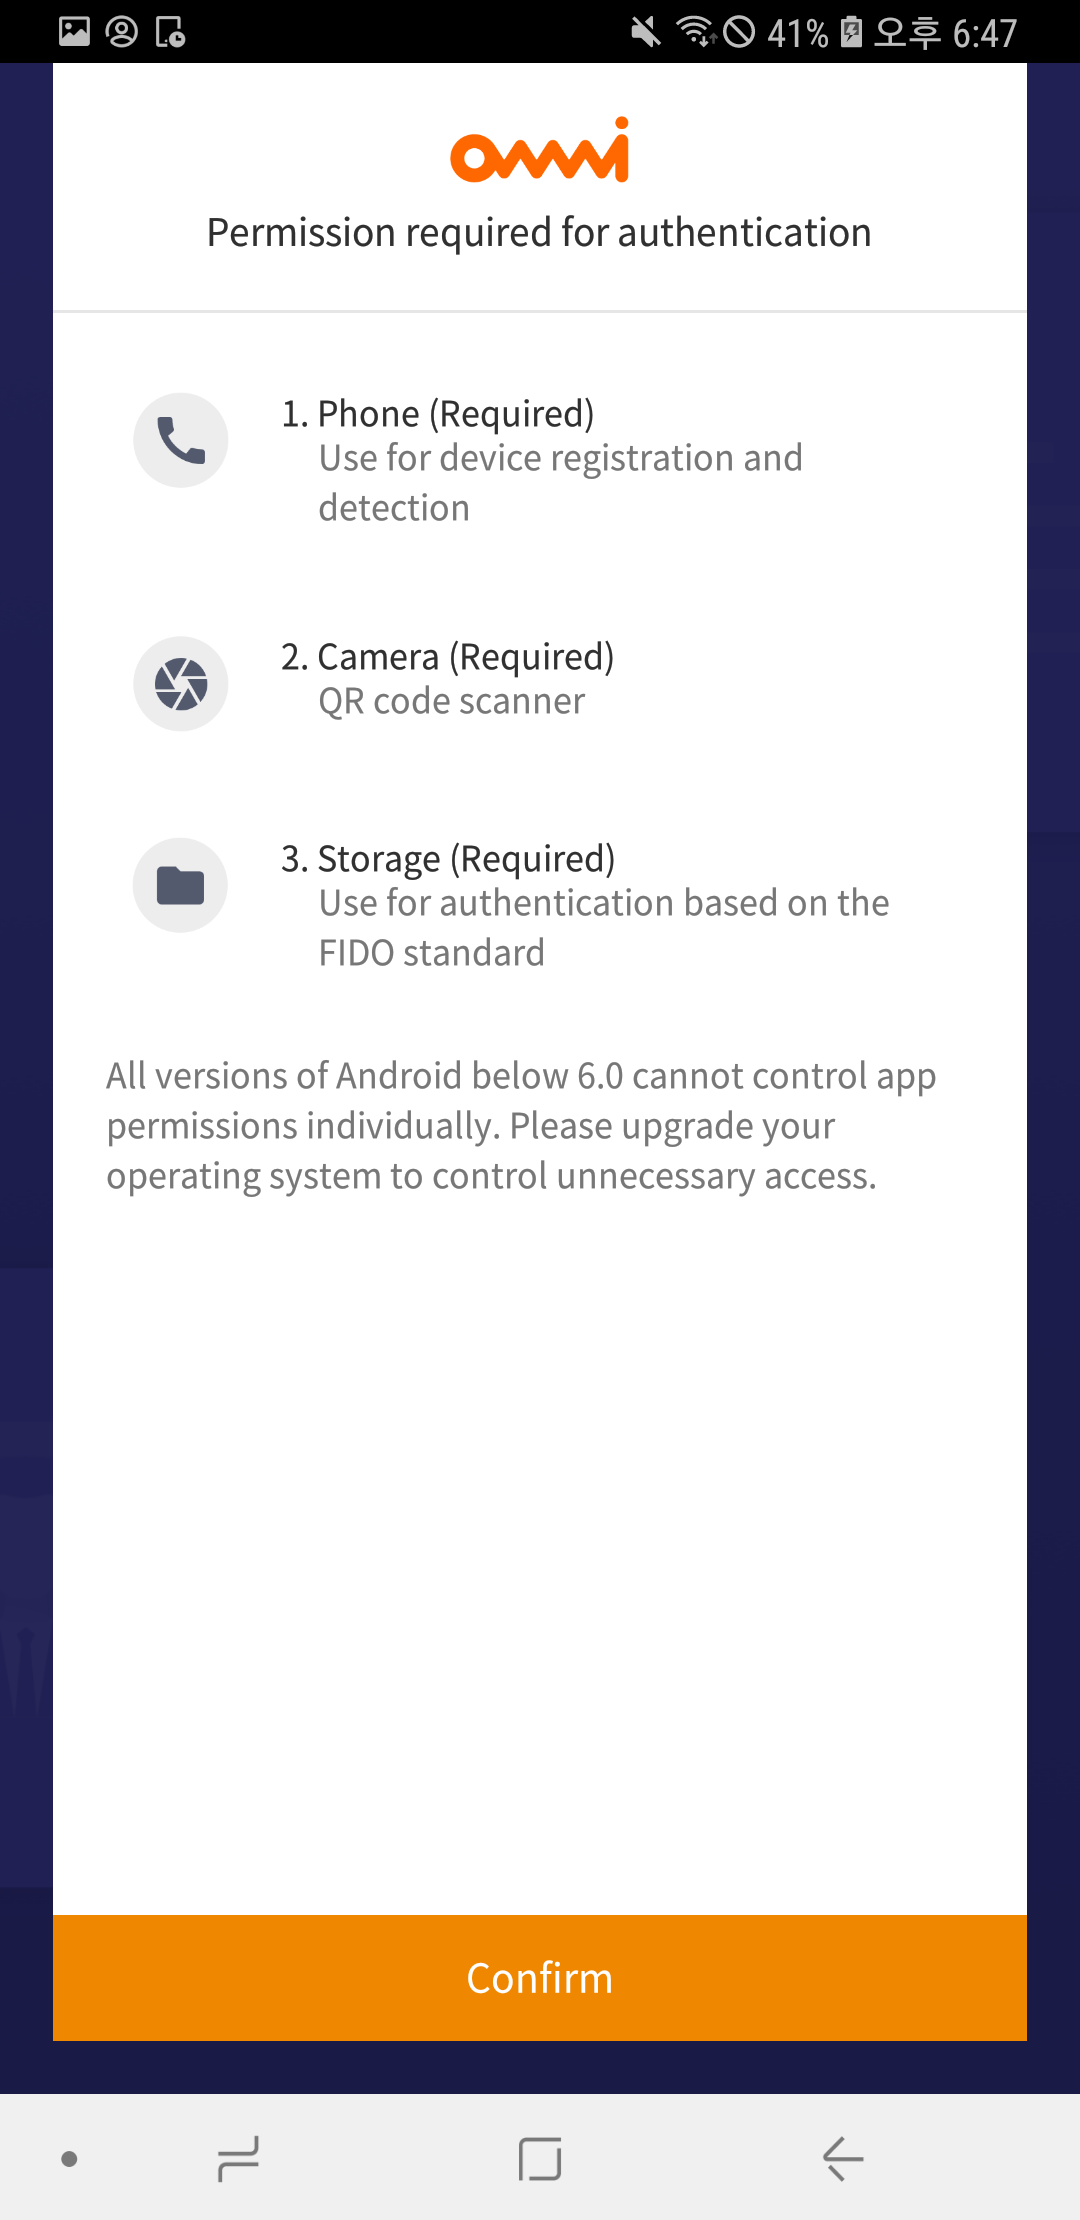 41% 오후 6:47
omni
Permission required for authentication
1. Phone (Required)
Use for device registration and
detection
2. Camera (Required)
QR code scanner
3. Storage (Required)
Use for authentication based on the
FIDO standard
All versions of Android below 6.0 cannot control app
permissions individually. Please upgrade your
operating system to control unnecessary access.
Confirm